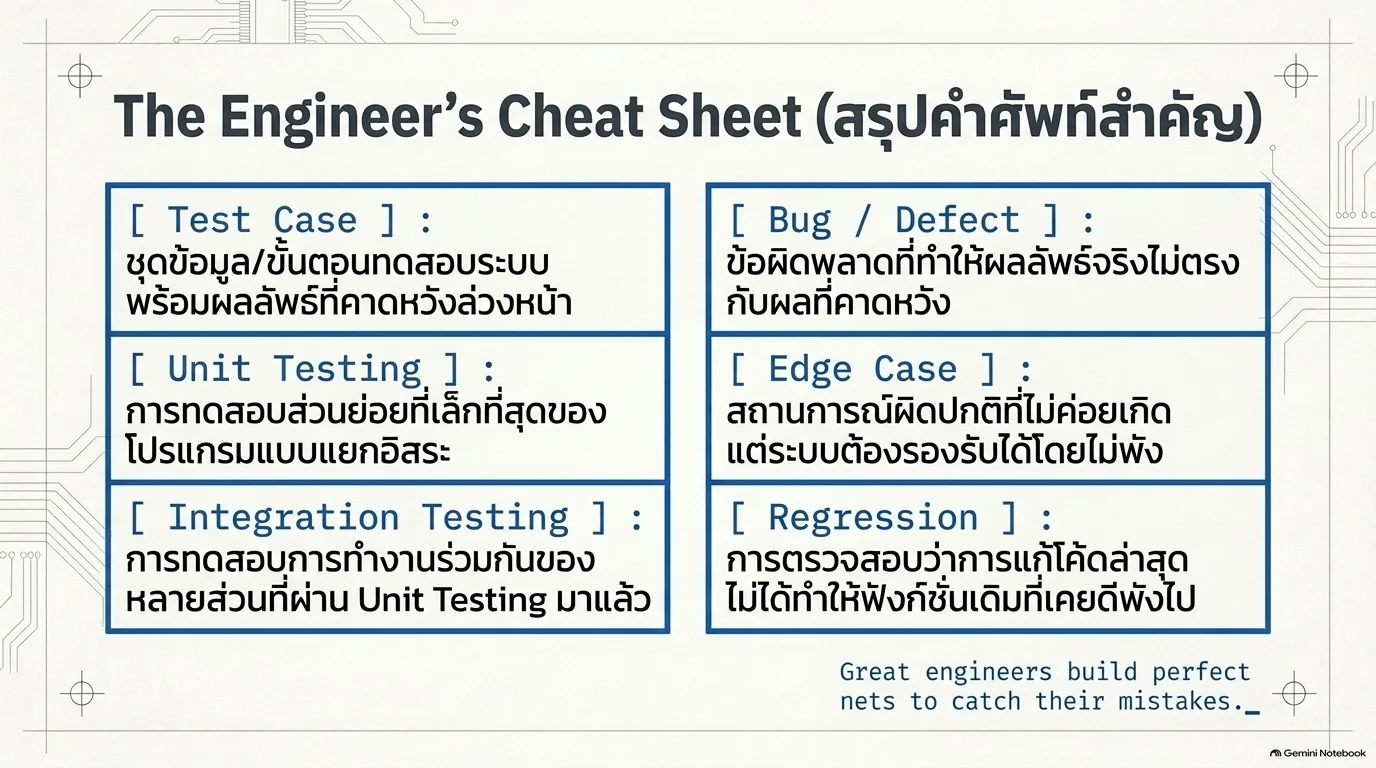 The Engineer's Cheat Sheet (สรุปคำศัพท์สำคัญ)
[ Test Case ] :
ชุดข้อมูล/ขั้นตอนทดสอบระบบ
พร้อมผลลัพธ์ที่คาดหวังล่วงหน้า
[ Unit Testing ] :
การทดสอบส่วนย่อยที่เล็กที่สุดของ
โปรแกรมแบบแยกอิสระ
[ Integration Testing ] :
การทดสอบการทำงานร่วมกันของ
หลายส่วนที่ผ่าน Unit Testing มาแล้ว
[ Bug / Defect ] :
ข้อผิดพลาดที่ทำให้ผลลัพธ์จริงไม่ตรง
กับผลที่คาดหวัง
[ Edge Case ] :
สถานการณ์ผิดปกติที่ไม่ค่อยเกิด
แต่ระบบต้องรองรับได้โดยไม่พัง
[ Regression ] :
การตรวจสอบว่าการแก้โค้ดล่าสุด
ไม่ได้ทำให้ฟังก์ชั่นเดิมที่เคยดีพังไป
Great engineers build perfect
nets to catch their mistakes._
Gemini Notebook